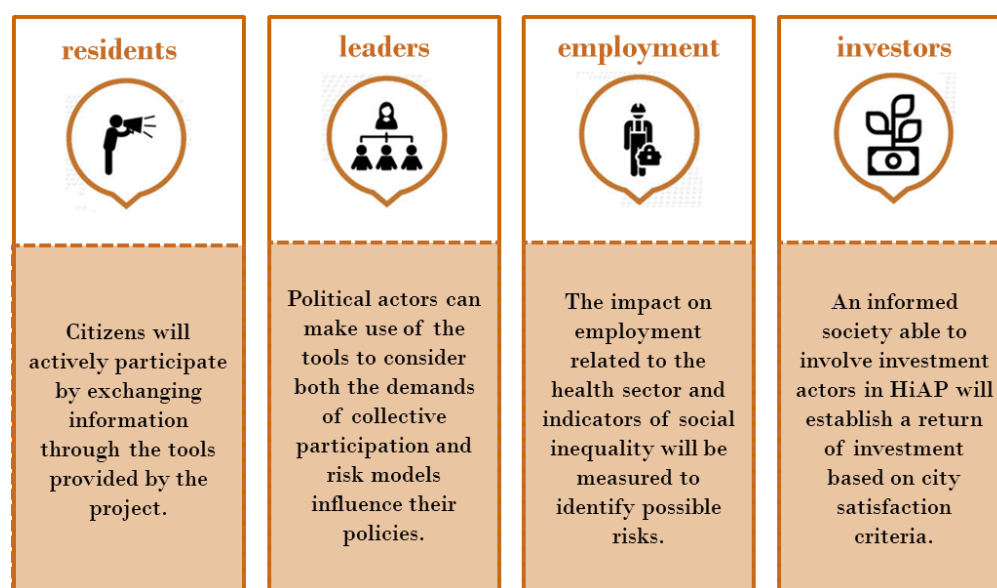 residents
Citizens will
actively participate
by exchanging
information
through the tools
provided by the
project.
leaders
Political actors can
make use of the
tools to consider
both the demands
of collective
participation and
risk models
influence their
policies.
employment
The impact on
employment
related to the
health sector and
indicators of social
inequality will be
measured to
identify possible
risks.
investors
An informed
society able to
involve investment
actors in HiAP will
establish a return
of investment
based on city
satisfaction
criteria.